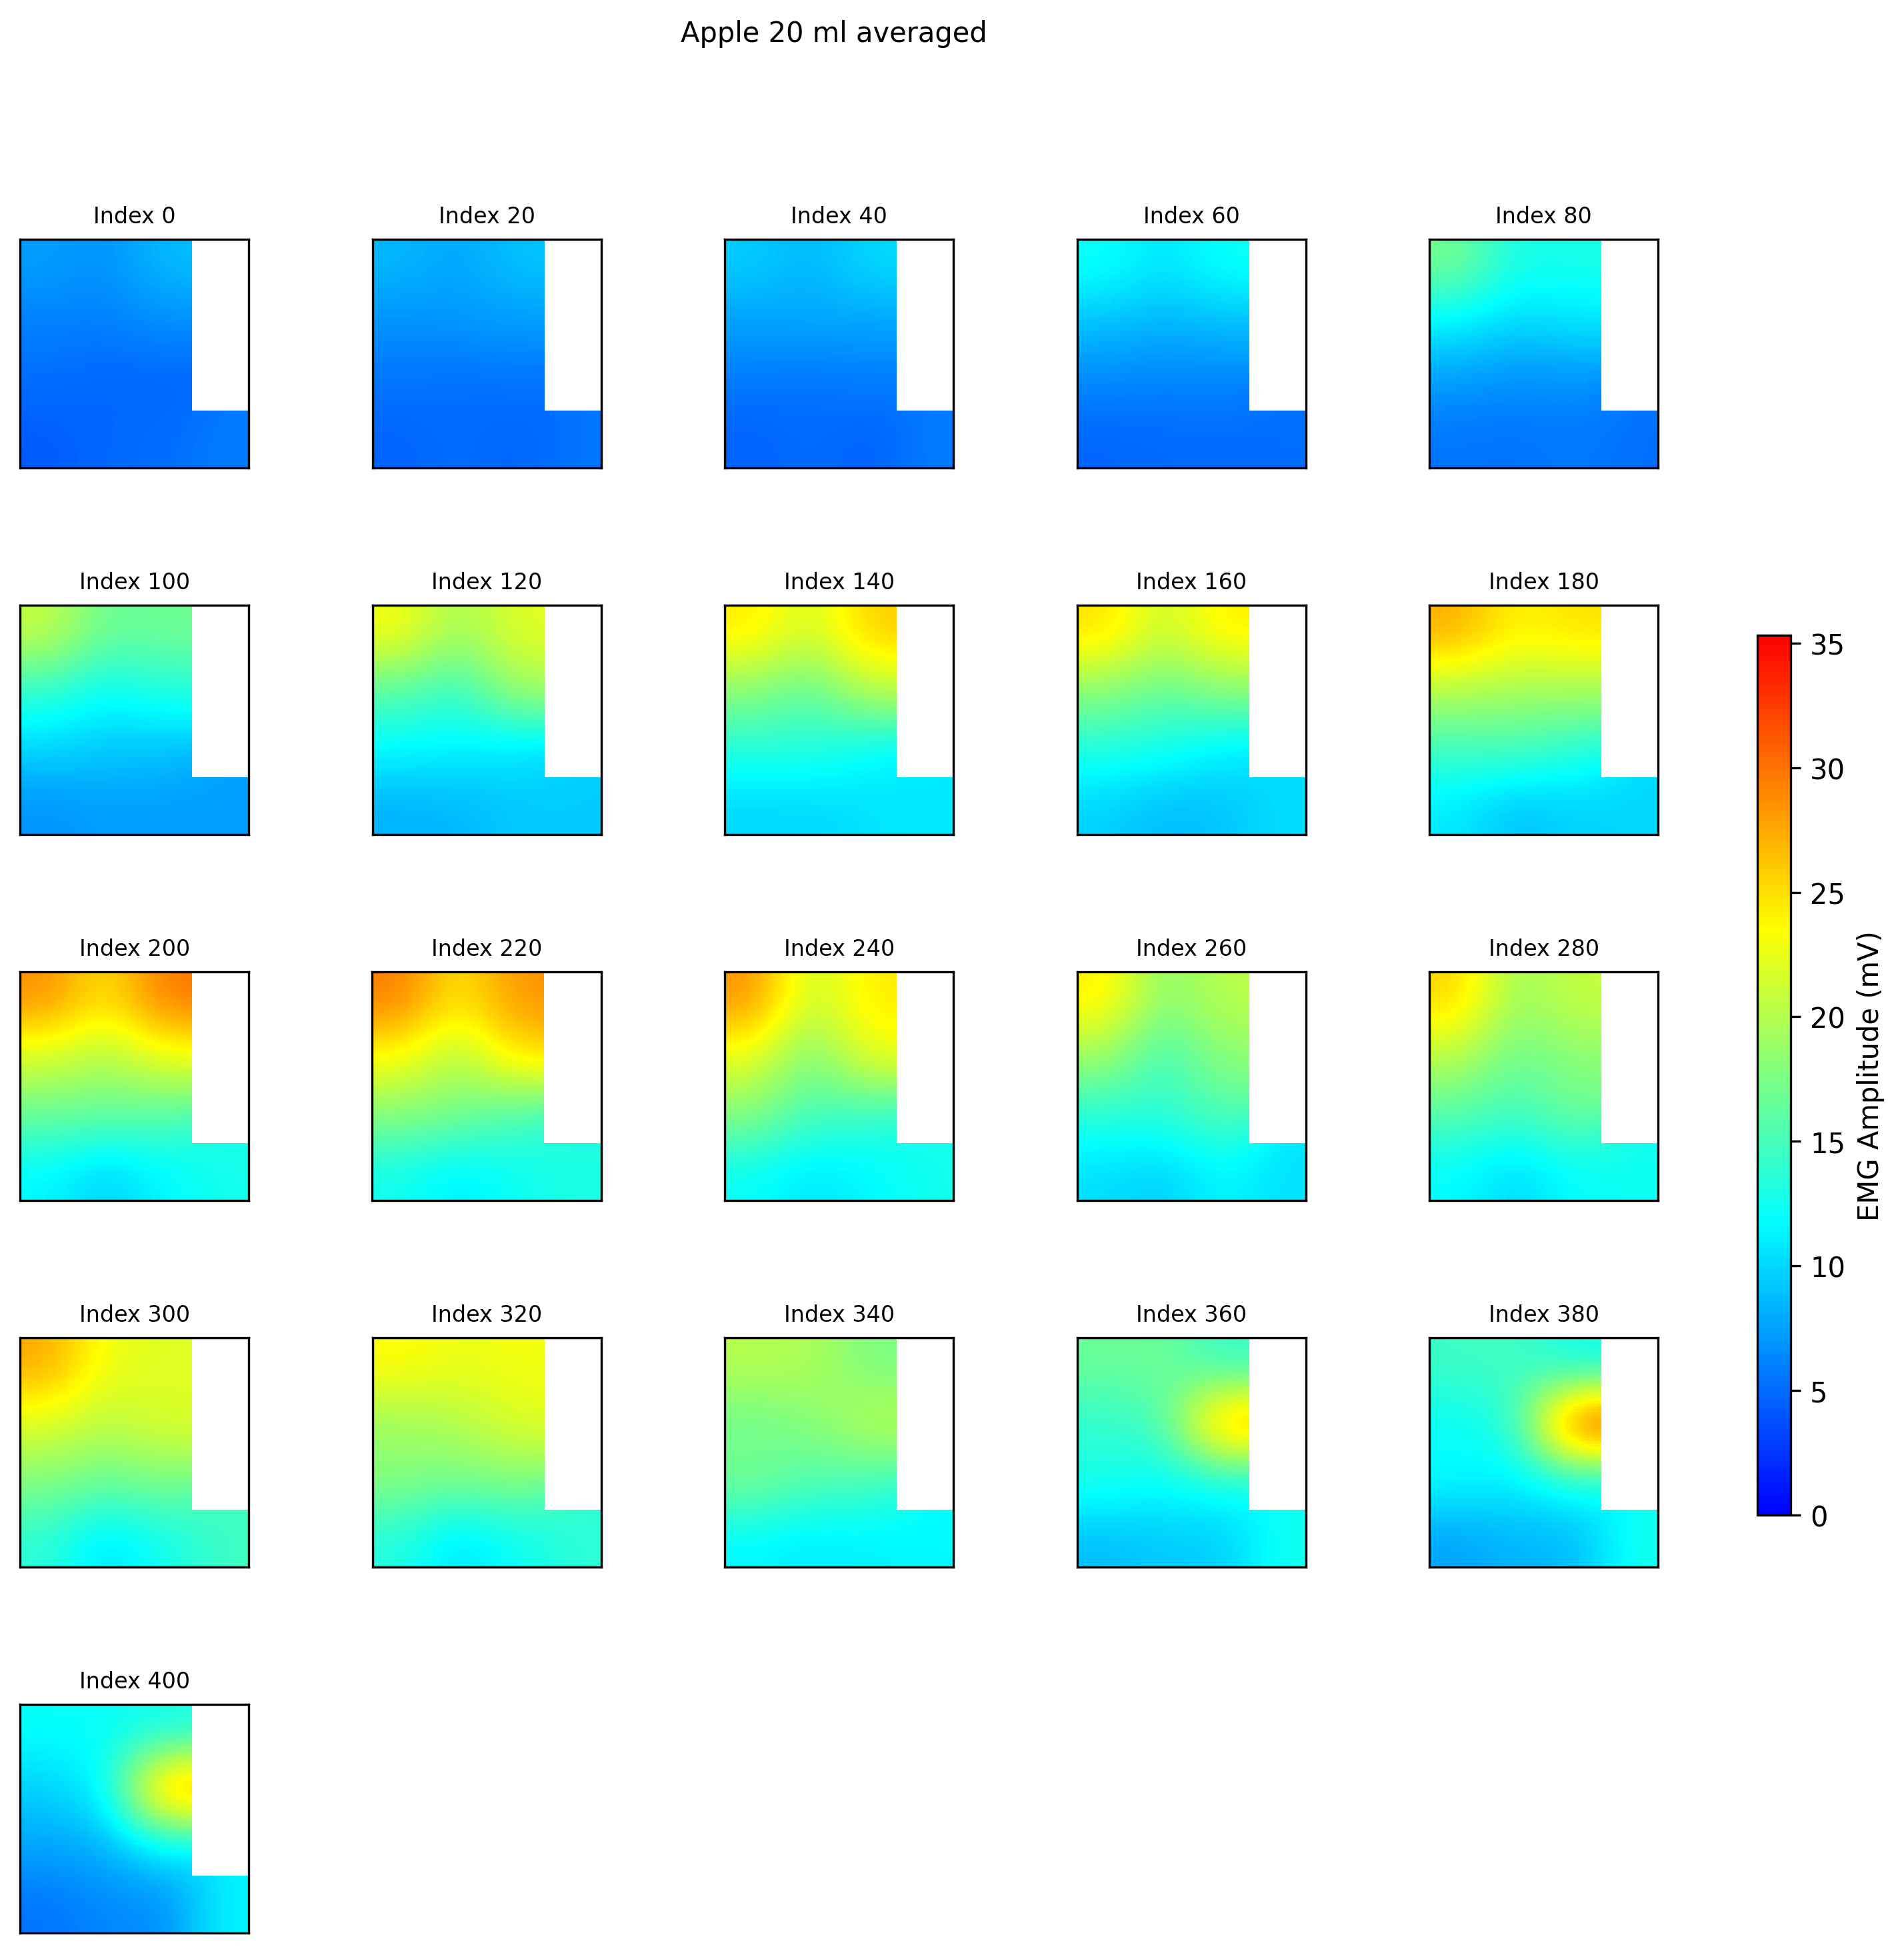 Apple 20 ml averaged
Index 0
Index 20
Index 40
Index 60
Index 80
Index 100
Index 120
Index 140
Index 160
Index 180
Index 200
Index 220
Index 240
Index 260
Index 280
Index 300
Index 320
Index 340
Index 360
Index 380
Index 400
35
30
25
20
15
10
5
0
EMG Amplitude (mV)